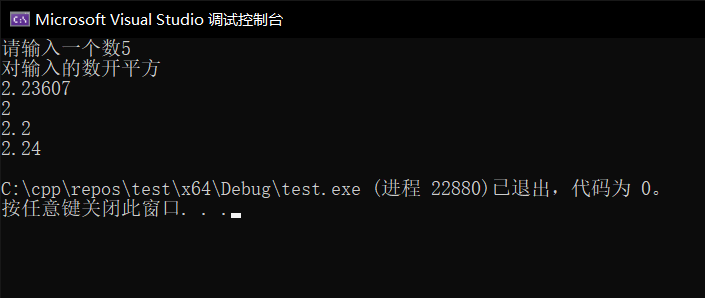 Microsoft Visual Studio 调试控制台
请输入一个数5
对输入的数开平方
2.23607
2
2.2
2.24
C:\cpp\repos\test\x64\Debug\test.exe (进程 22880)已退出，代码为 0。
按任意键关闭此窗口. . .